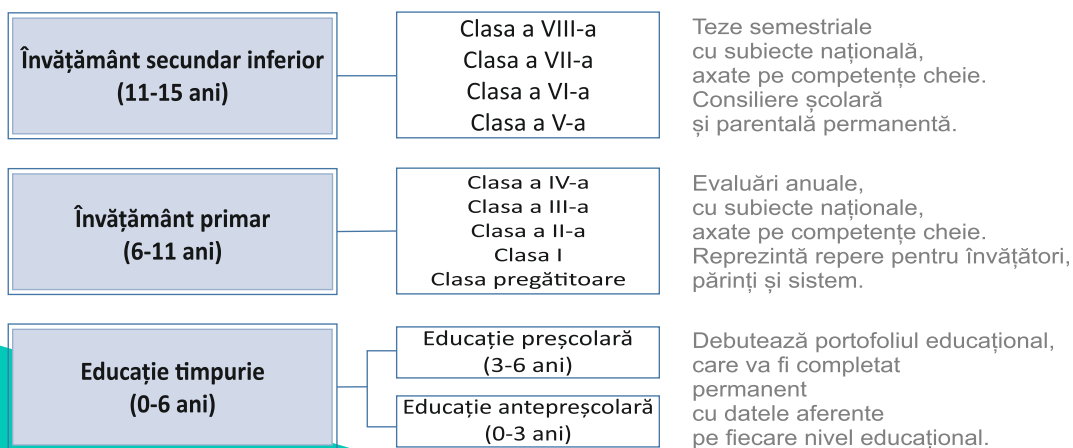 Învățământ secundar inferior
(11-15 ani)
Clasa a VIII-a
Clasa a VII-a
Clasa a VI-a
Clasa a V-a
Teze semestriale
cu subiecte națională,
axate pe competențe cheie.
Consiliere școlară
și parentală permanentă.
Învățământ primar
(6-11 ani)
Clasa a IV-a
Clasa a III-a
Clasa a II-a
Clasa I
Clasa pregătitoare
Evaluări anuale,
cu subiecte naționale,
axate pe competențe cheie.
Reprezintă repere pentru învățători,
părinți și sistem.
Educație timpurie
(0-6 ani)
Educație preșcolară
(3-6 ani)
Educație antepreșcolară
(0-3 ani)
Debutează portofoliul educațional,
care va fi completat
permanent
cu datele aferente
pe fiecare nivel educațional.